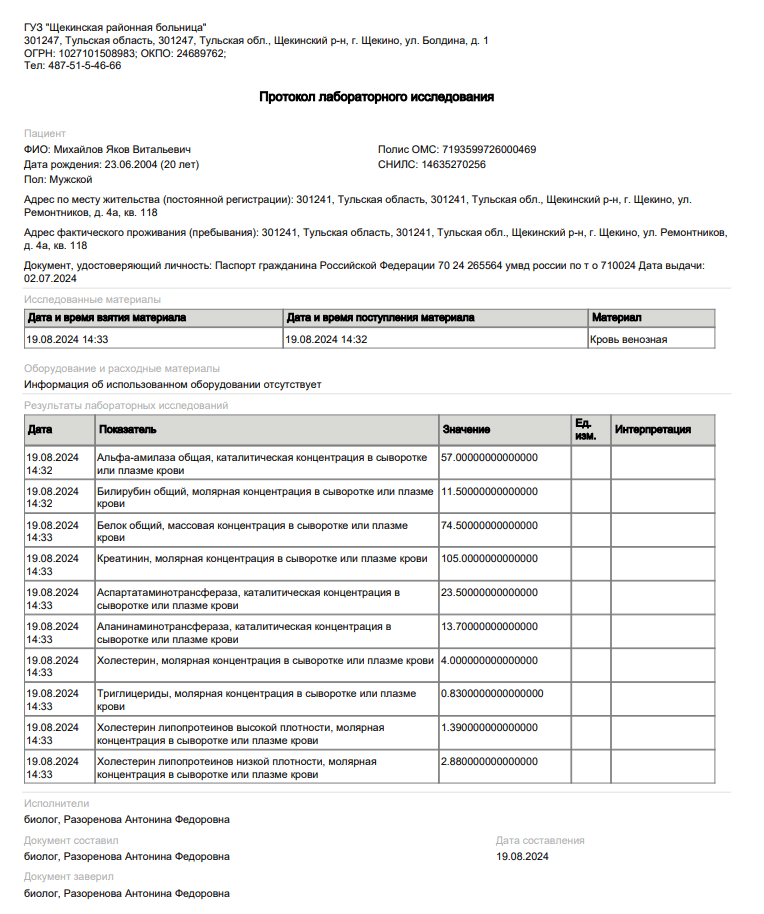 ГУЗ "Щекинская районная больница"
301247, Тульская область, 301247, Тульская обл., Щекинский р-н, г. Щекино, ул. Болдина, д. 1
ОГРН: 1027101508983; ОКПО: 24689762;
Тел: 487-51-5-46-66
Протокол лабораторного исследования
Пациент
ФИО: Михайлов Яков Витальевич Полис ОМС: 7193599726000469
Дата рождения: 23.06.2004 (20 лет) СНИЛС: 14635270256
Пол: Мужской
Адрес по месту жительства (постоянной регистрации): 301241, Тульская область, 301241, Тульская обл., Щекинский р-н, г. Щекино, ул.
Ремонтников, д. 4а, кв. 118
Адрес фактического проживания (пребывания): 301241, Тульская область, 301241, Тульская обл., Щекинский р-н, г. Щекино, ул. Ремонтников,
д. 4а, кв. 118
Документ, удостоверяющий личность: Паспорт гражданина Российской Федерации 70 24 265564 умвд россии по т о 710024 Дата выдачи:
02.07.2024
Исследованные материалы
Дата и время взятия материала Дата и время поступления материала Материал
19.08.2024 14:33 19.08.2024 14:32 Кровь венозная
Оборудование и расходные материалы
Информация об использованном оборудовании отсутствует
Результаты лабораторных исследований
Дата Показатель Значение Ед. изм. Интерпретация
19.08.2024 Альфа-амилаза общая, каталитическая концентрация в сыворотке 57.00000000000000
14:32 или плазме крови
19.08.2024 Билирубин общий, молярная концентрация в сыворотке или плазме 11.50000000000000
14:32 крови
19.08.2024 Белок общий, массовая концентрация в сыворотке или плазме 74.50000000000000
14:33 крови
19.08.2024 Креатинин, молярная концентрация в сыворотке или плазме крови 105.0000000000000
14:33
19.08.2024 Аспартатаминотрансфераза, каталитическая концентрация в 23.50000000000000
14:33 сыворотке или плазме крови
19.08.2024 Аланинаминотрансфераза, каталитическая концентрация в 13.70000000000000
14:33 сыворотке или плазме крови
19.08.2024 Холестерин, молярная концентрация в сыворотке или плазме крови 4.000000000000000
14:33
19.08.2024 Триглицериды, молярная концентрация в сыворотке или плазме 0.8300000000000000
14:33 крови
19.08.2024 Холестерин липопротеинов высокой плотности, молярная 1.390000000000000
14:33 концентрация в сыворотке или плазме крови
19.08.2024 Холестерин липопротеинов низкой плотности, молярная 2.880000000000000
14:33 концентрация в сыворотке или плазме крови
Исполнители
биолог, Разоренова Антонина Федоровна
Документ составил Дата составления
биолог, Разоренова Антонина Федоровна 19.08.2024
Документ заверил
биолог, Разоренова Антонина Федоровна